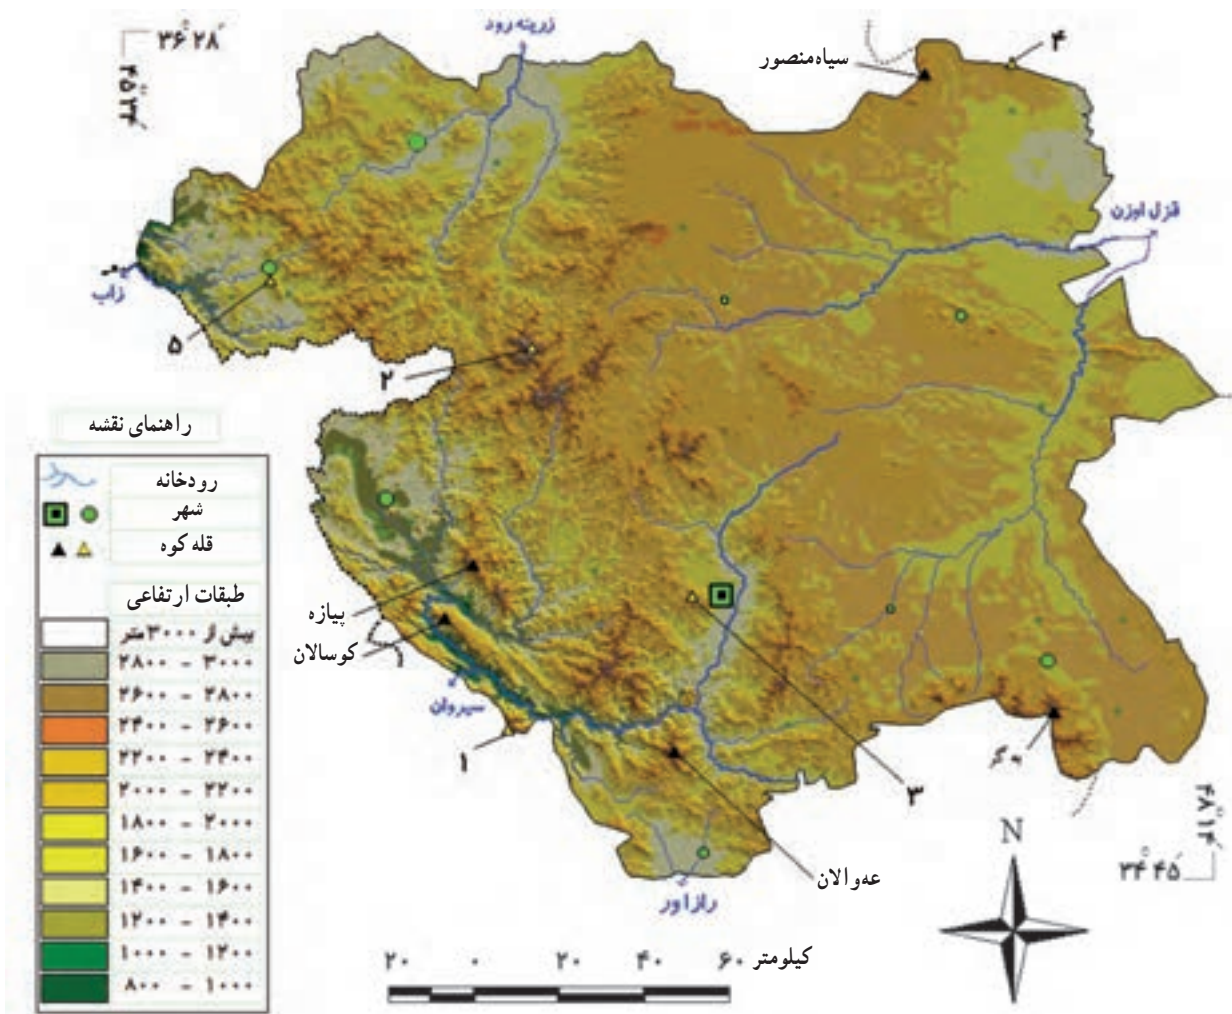 زرینه رود
۳۶° ۲۸′
۴
سیاه‌منصور
قزل اوزن
زاب
۵
۲
راهنمای نقشه
رودخانه
شهر
قله کوه
طبقات ارتفاعی
بیش از ۳۰۰۰ متر
۲۸۰۰ - ۳۰۰۰
۲۶۰۰ - ۲۸۰۰
۲۴۰۰ - ۲۶۰۰
۲۲۰۰ - ۲۴۰۰
۲۰۰۰ - ۲۲۰۰
۱۸۰۰ - ۲۰۰۰
۱۶۰۰ - ۱۸۰۰
۱۴۰۰ - ۱۶۰۰
۱۲۰۰ - ۱۴۰۰
۱۰۰۰ - ۱۲۰۰
۸۰۰ - ۱۰۰۰
پیازه
کوسالان
سیروان
۱
۳
عه‌والان
رازاور
N
۴۸° ۱۴′
۳۴° ۴۵′
۲۰ ۰ ۲۰ ۴۰ ۶۰ کیلومتر